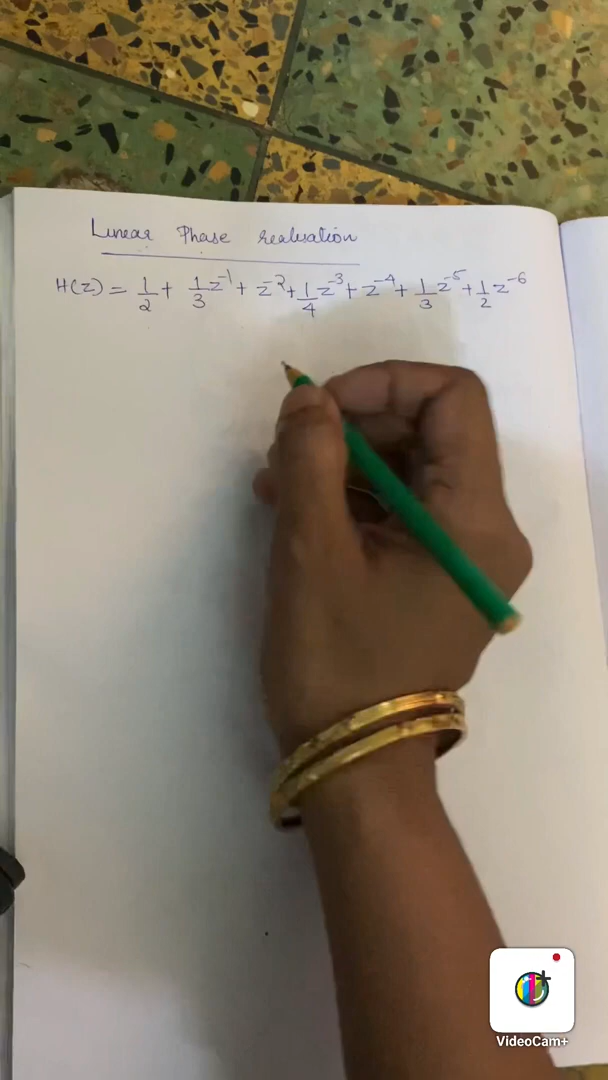 Linear Phase realisation
H(z) = 1/2 + 1/3 z⁻¹ + z⁻² + 1/4 z⁻³ + z⁻⁴ + 1/3 z⁻⁵ + 1/2 z⁻⁶
VideoCam+